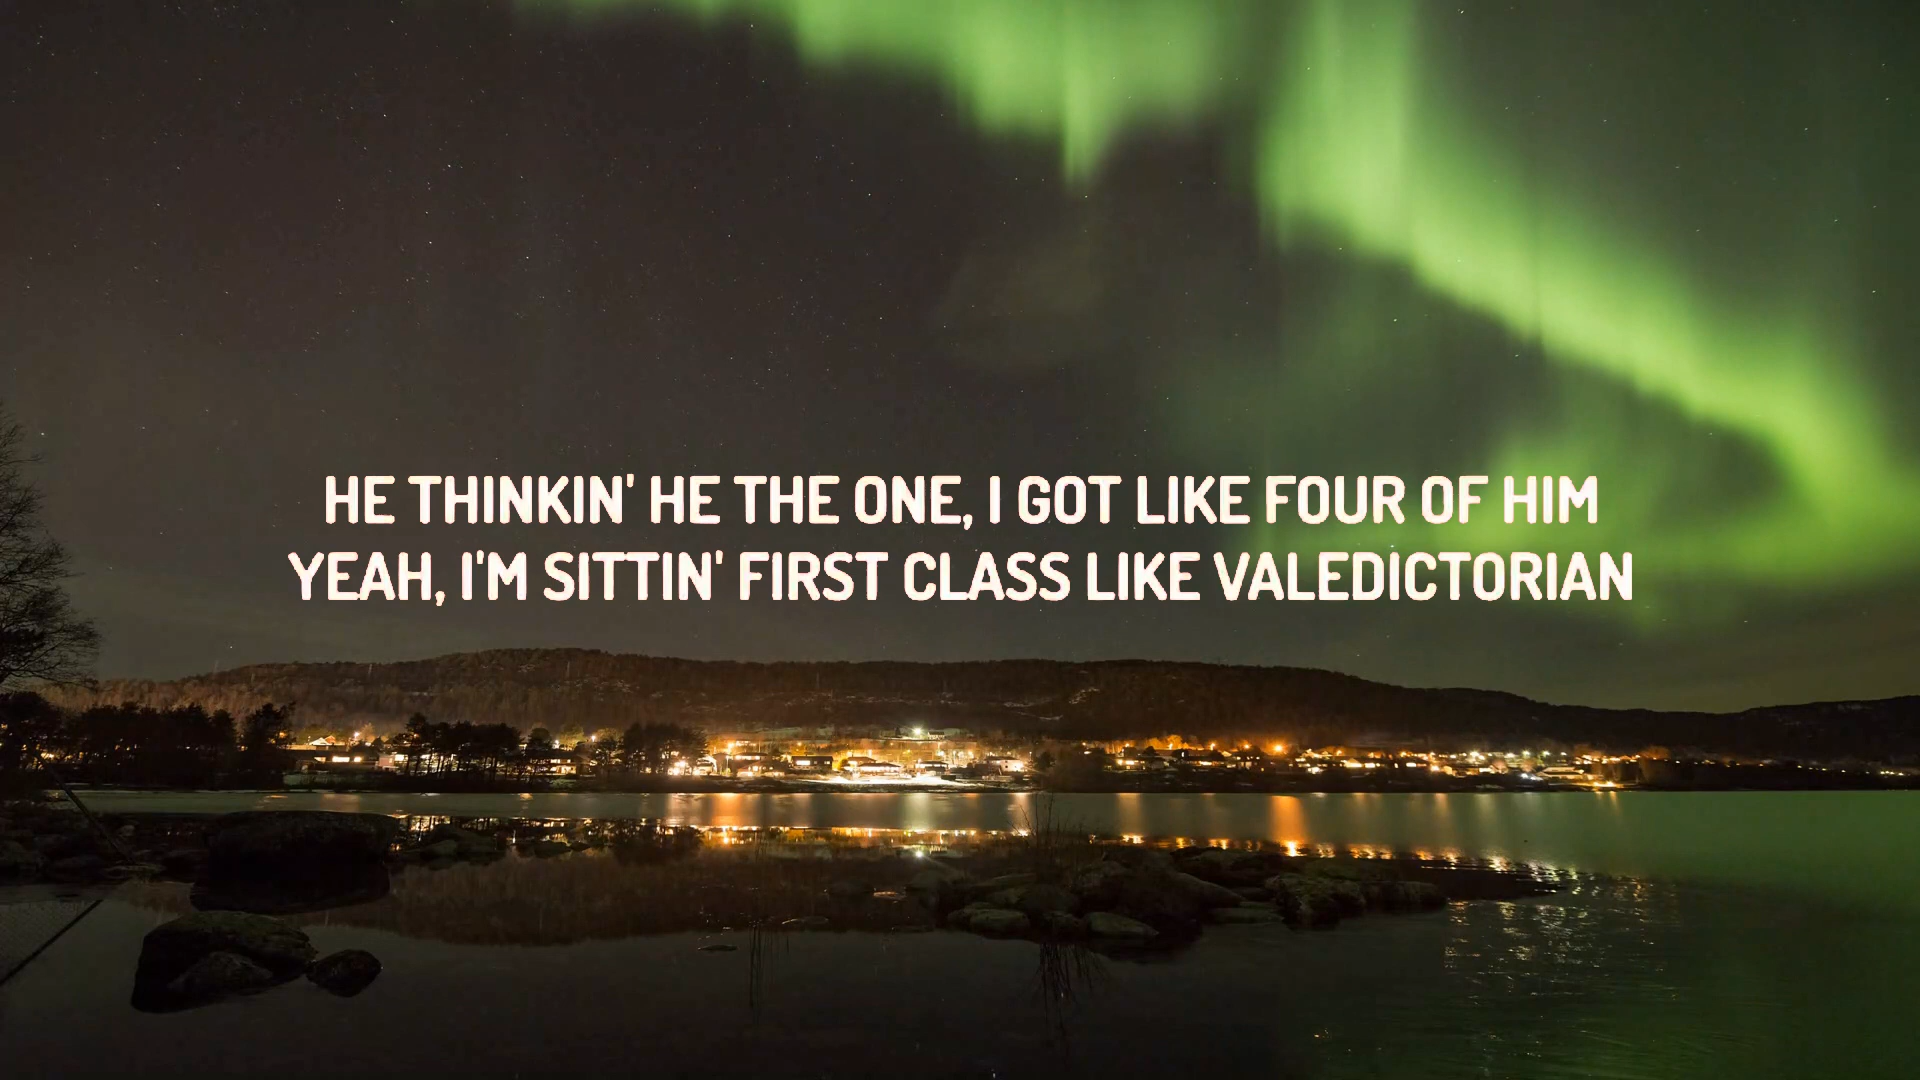 HE THINKIN' HE THE ONE, I GOT LIKE FOUR OF HIM
YEAH, I'M SITTIN' FIRST CLASS LIKE VALEDICTORIAN